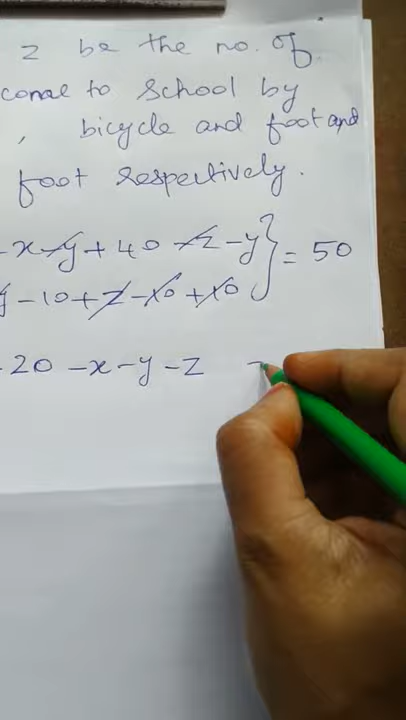 z be the no. of
come to school by
, bicycle and foot and
foot respectively.
- x - y + 40 - z - y } = 50
y - 10 + z - 10 + 10
- 20 - x - y - z =